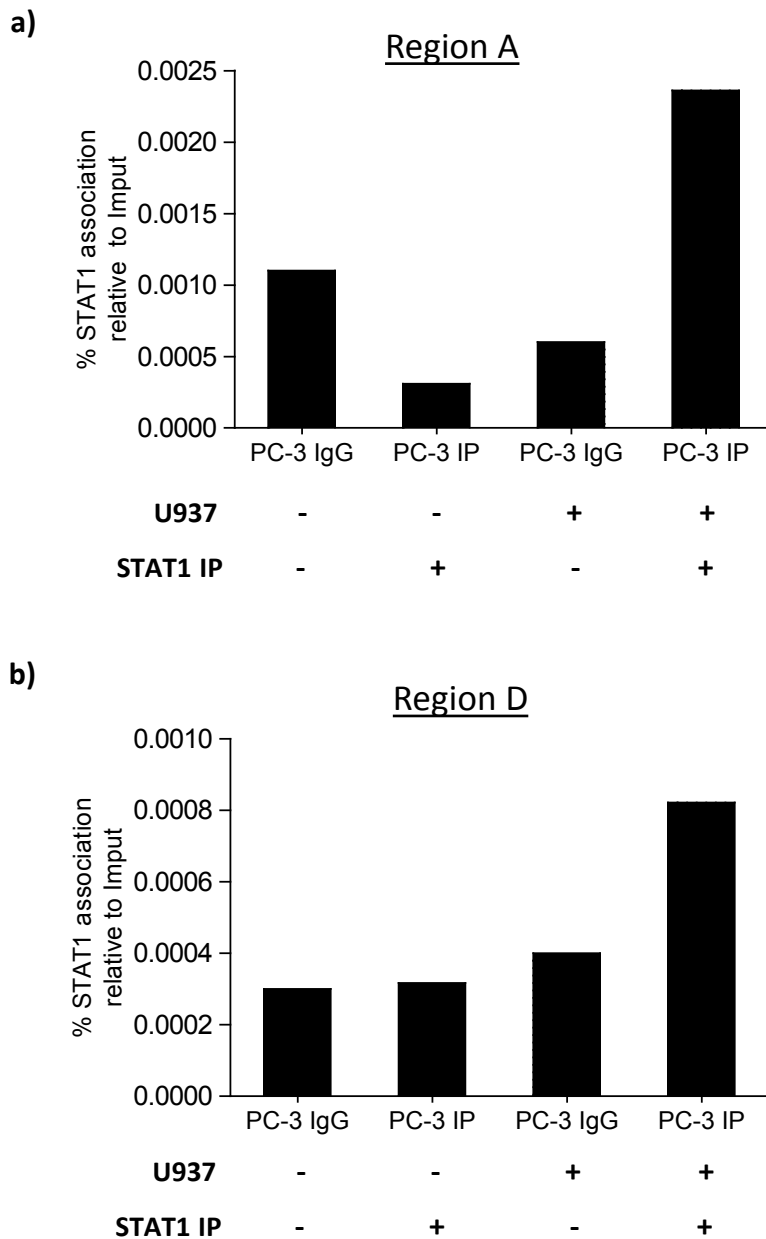 a)
Region A
% STAT1 association
relative to Imput
0.0025
0.0020
0.0015
0.0010
0.0005
0.0000
PC-3 IgG PC-3 IP PC-3 IgG PC-3 IP
U937 - - + +
STAT1 IP - + - +
b)
Region D
% STAT1 association
relative to Imput
0.0010
0.0008
0.0006
0.0004
0.0002
0.0000
PC-3 IgG PC-3 IP PC-3 IgG PC-3 IP
U937 - - + +
STAT1 IP - + - +